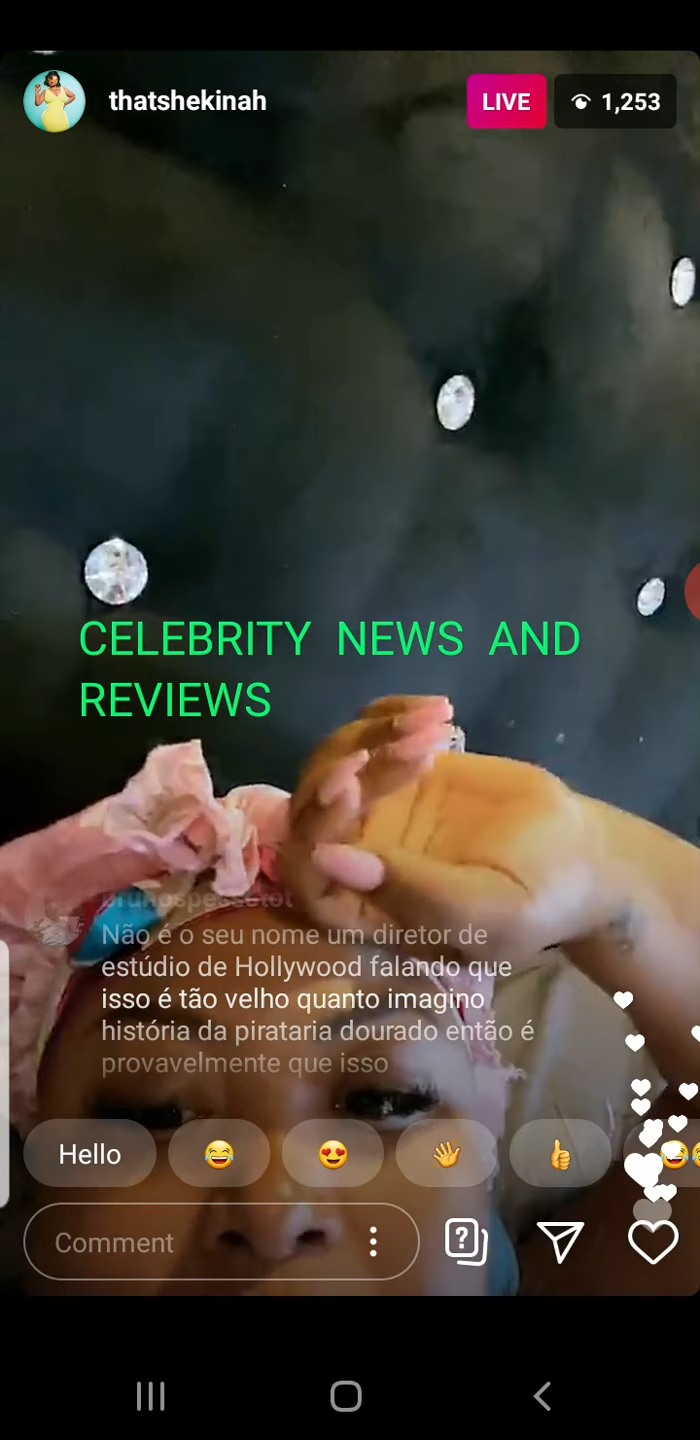 thatshekinah
LIVE
1,253
CELEBRITY NEWS AND
REVIEWS
brunospesselot
Não é o seu nome um diretor de
estúdio de Hollywood falando que
isso é tão velho quanto imagino
história da pirataria dourado então é
provavelmente que isso
Hello
Comment